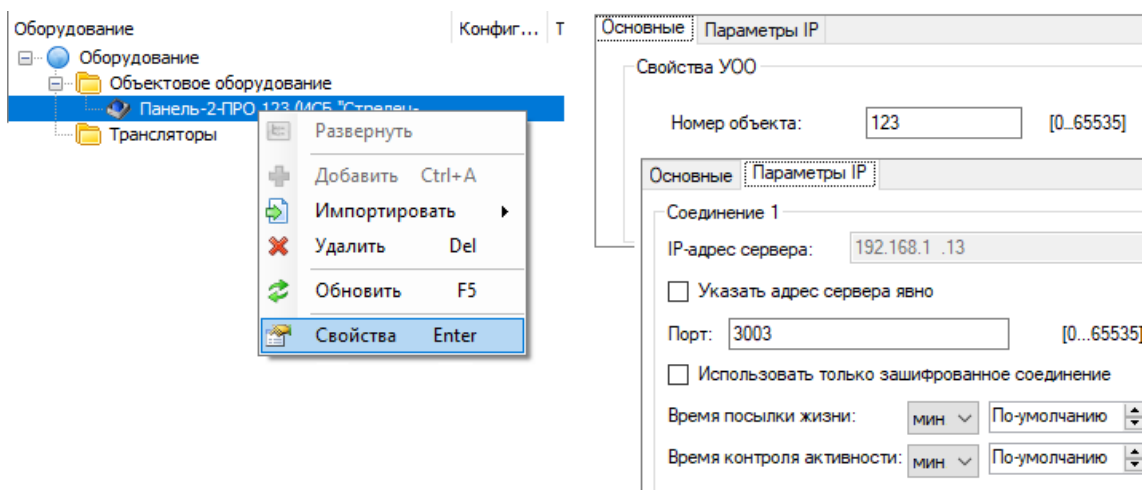 Оборудование Конфиг... Т
Оборудование
Объектовое оборудование
Панель-2-ПРО 123 (ИСБ "Стрелец-
Трансляторы
Развернуть
Добавить Ctrl+A
Импортировать
Удалить Del
Обновить F5
Свойства Enter
Основные Параметры IP
Свойства УОО
Номер объекта: 123 [0...65535]
Основные Параметры IP
Соединение 1
IP-адрес сервера: 192.168.1 .13
Указать адрес сервера явно
Порт: 3003 [0...65535]
Использовать только зашифрованное соединение
Время посылки жизни: мин По-умолчанию
Время контроля активности: мин По-умолчанию